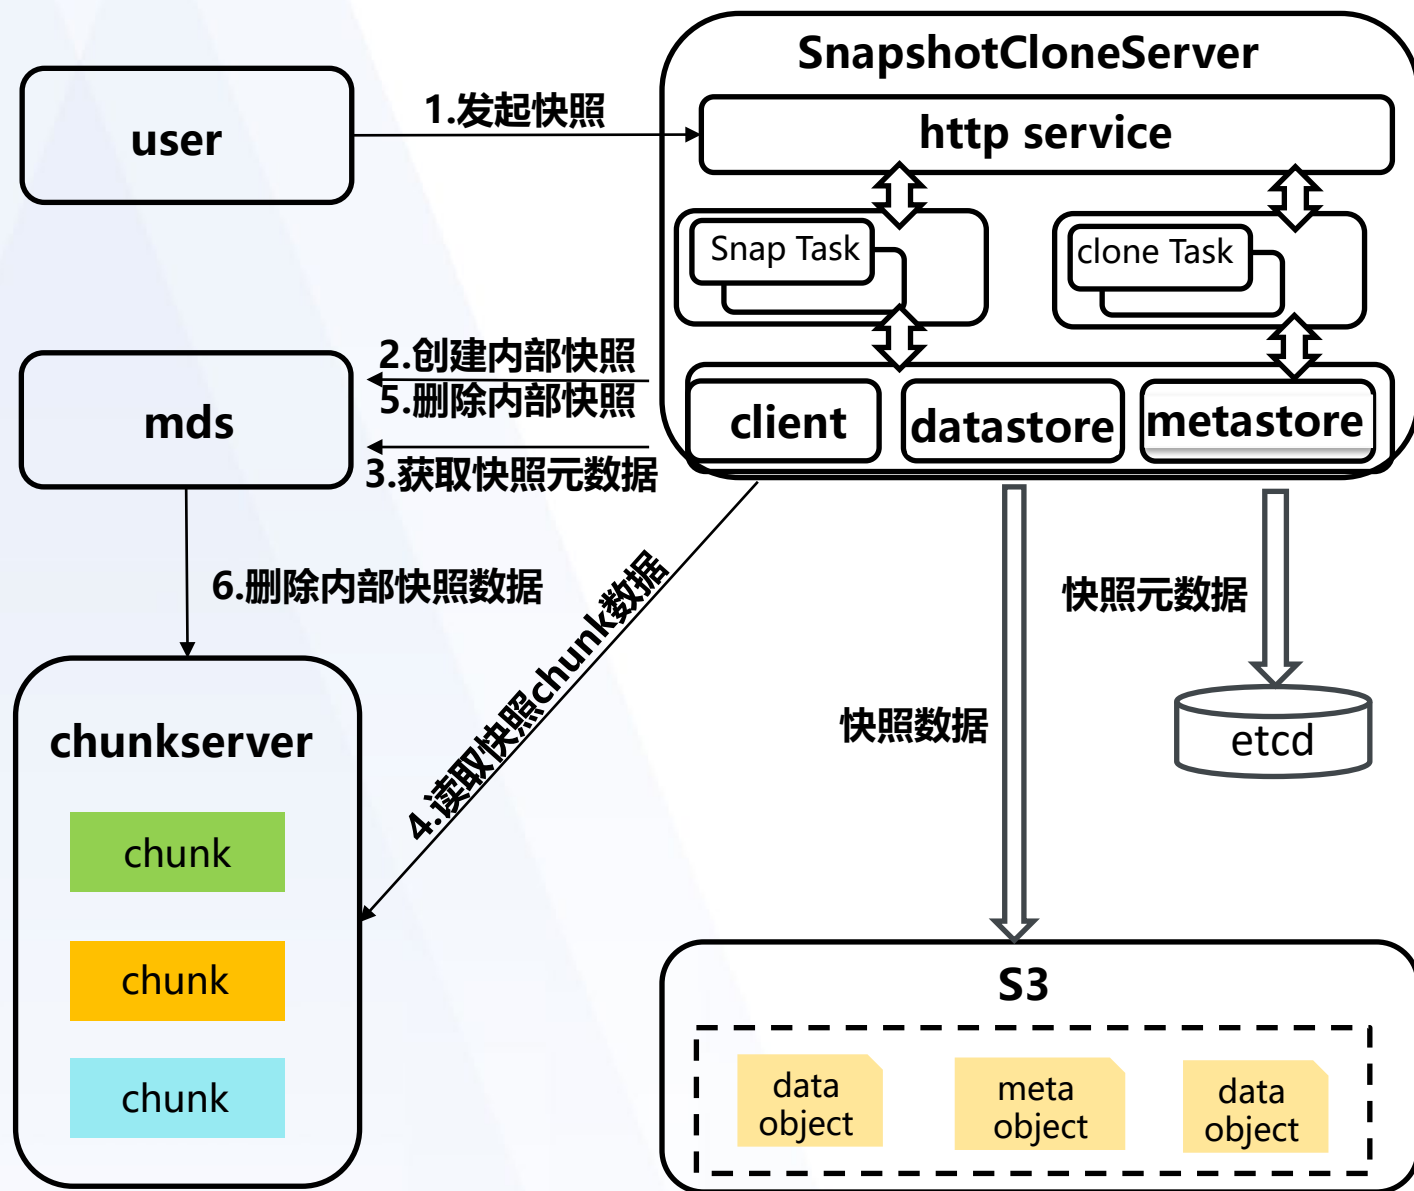 SnapshotCloneServer
user
1.发起快照
http service
Snap Task
clone Task
mds
2.创建内部快照
5.删除内部快照
3.获取快照元数据
client
datastore
metastore
6.删除内部快照数据
4.读取快照chunk数据
快照元数据
快照数据
etcd
chunkserver
chunk
chunk
chunk
S3
data
object
meta
object
data
object